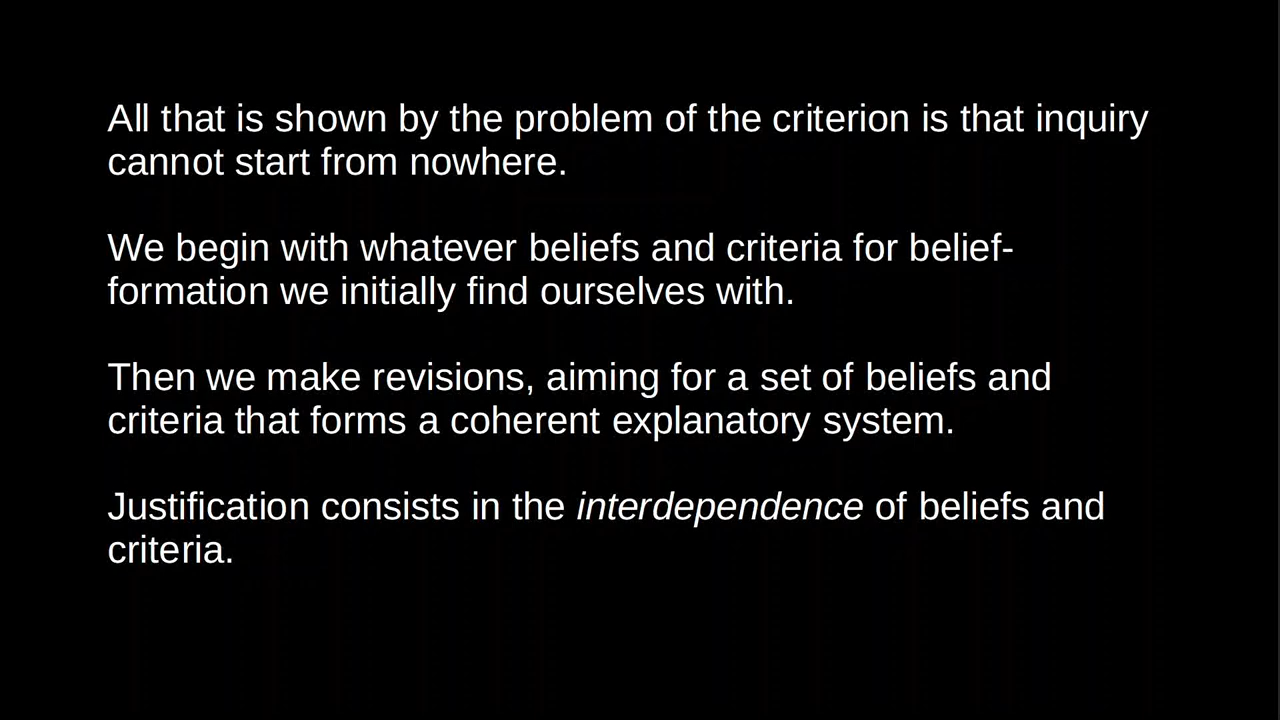 All that is shown by the problem of the criterion is that inquiry
cannot start from nowhere.
We begin with whatever beliefs and criteria for belief-
formation we initially find ourselves with.
Then we make revisions, aiming for a set of beliefs and
criteria that forms a coherent explanatory system.
Justification consists in the interdependence of beliefs and
criteria.